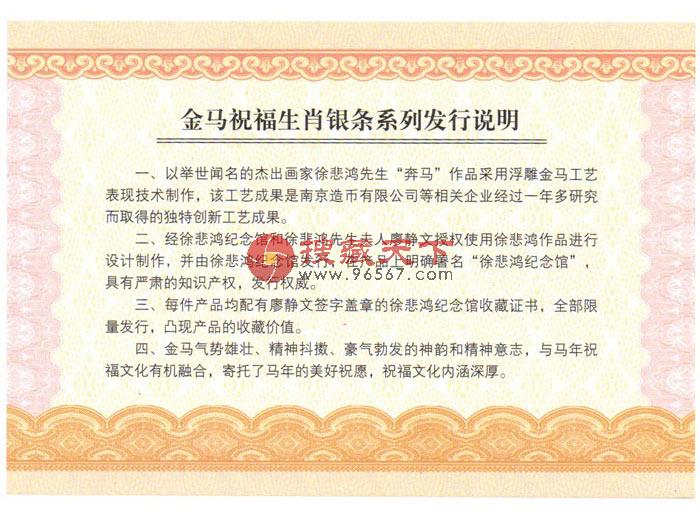 金马祝福生肖银条系列发行说明
一、以举世闻名的杰出画家徐悲鸿先生“奔马”作品采用浮雕金马工艺
表现技术制作，该工艺成果是南京造币有限公司等相关企业经过一年多研究
而取得的独特创新工艺成果。
二、经徐悲鸿纪念馆和徐悲鸿先生夫人廖静文授权使用徐悲鸿作品进行
设计制作，并由徐悲鸿纪念馆发行，在产品上明确署名“徐悲鸿纪念馆”，
具有严肃的知识产权，发行权威。
搜藏天下
www.96567.com
三、每件产品均配有廖静文签字盖章的徐悲鸿纪念馆收藏证书，全部限
量发行，凸现产品的收藏价值。
四、金马气势雄壮、精神抖擞、豪气勃发的神韵和精神意志，与马年祝
福文化有机融合，寄托了马年的美好祝愿，祝福文化内涵深厚。